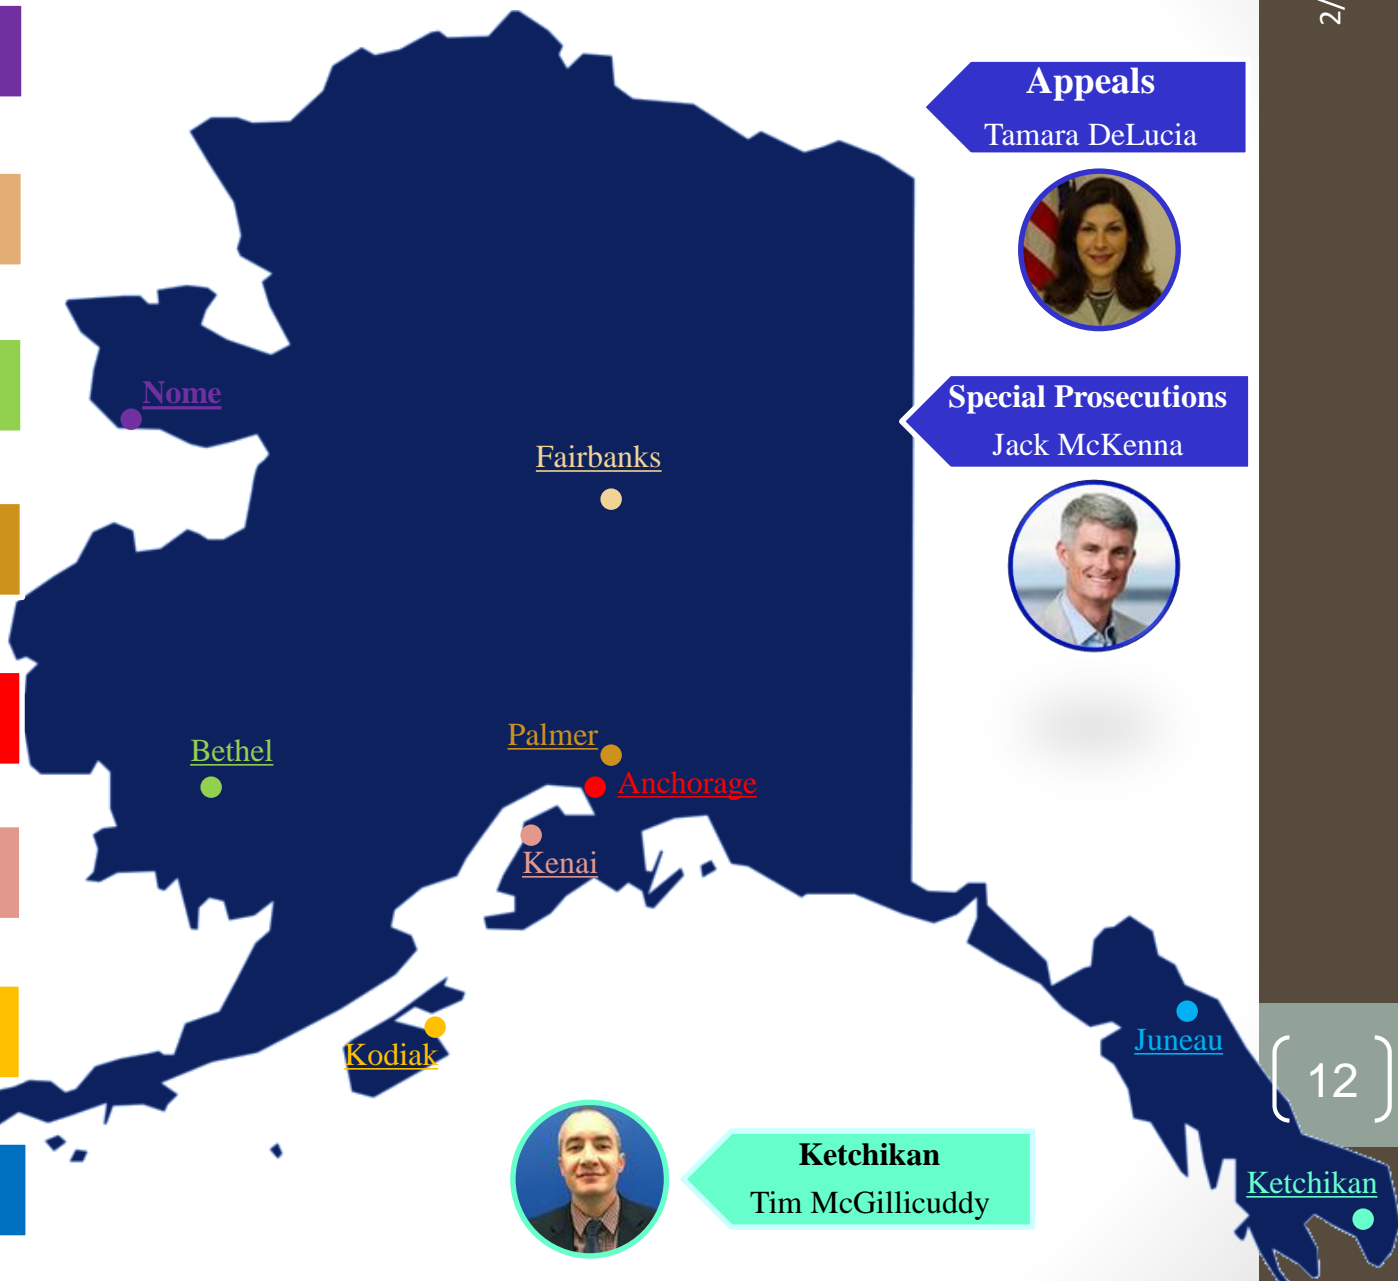 2/
Appeals
Tamara DeLucia
Nome
Special Prosecutions
Jack McKenna
Fairbanks
Palmer
Bethel
Anchorage
Kenai
Juneau
Kodiak
12
Ketchikan
Tim McGillicuddy
Ketchikan